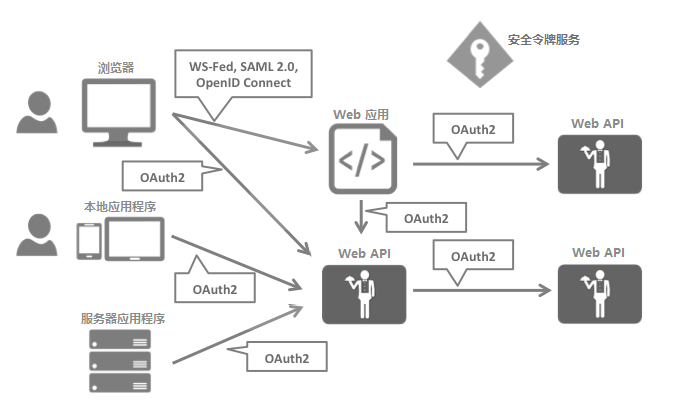 安全令牌服务
浏览器
WS-Fed, SAML 2.0,
OpenID Connect
Web 应用
OAuth2
Web API
OAuth2
本地应用程序
OAuth2
Web API
OAuth2
Web API
OAuth2
服务器应用程序
OAuth2